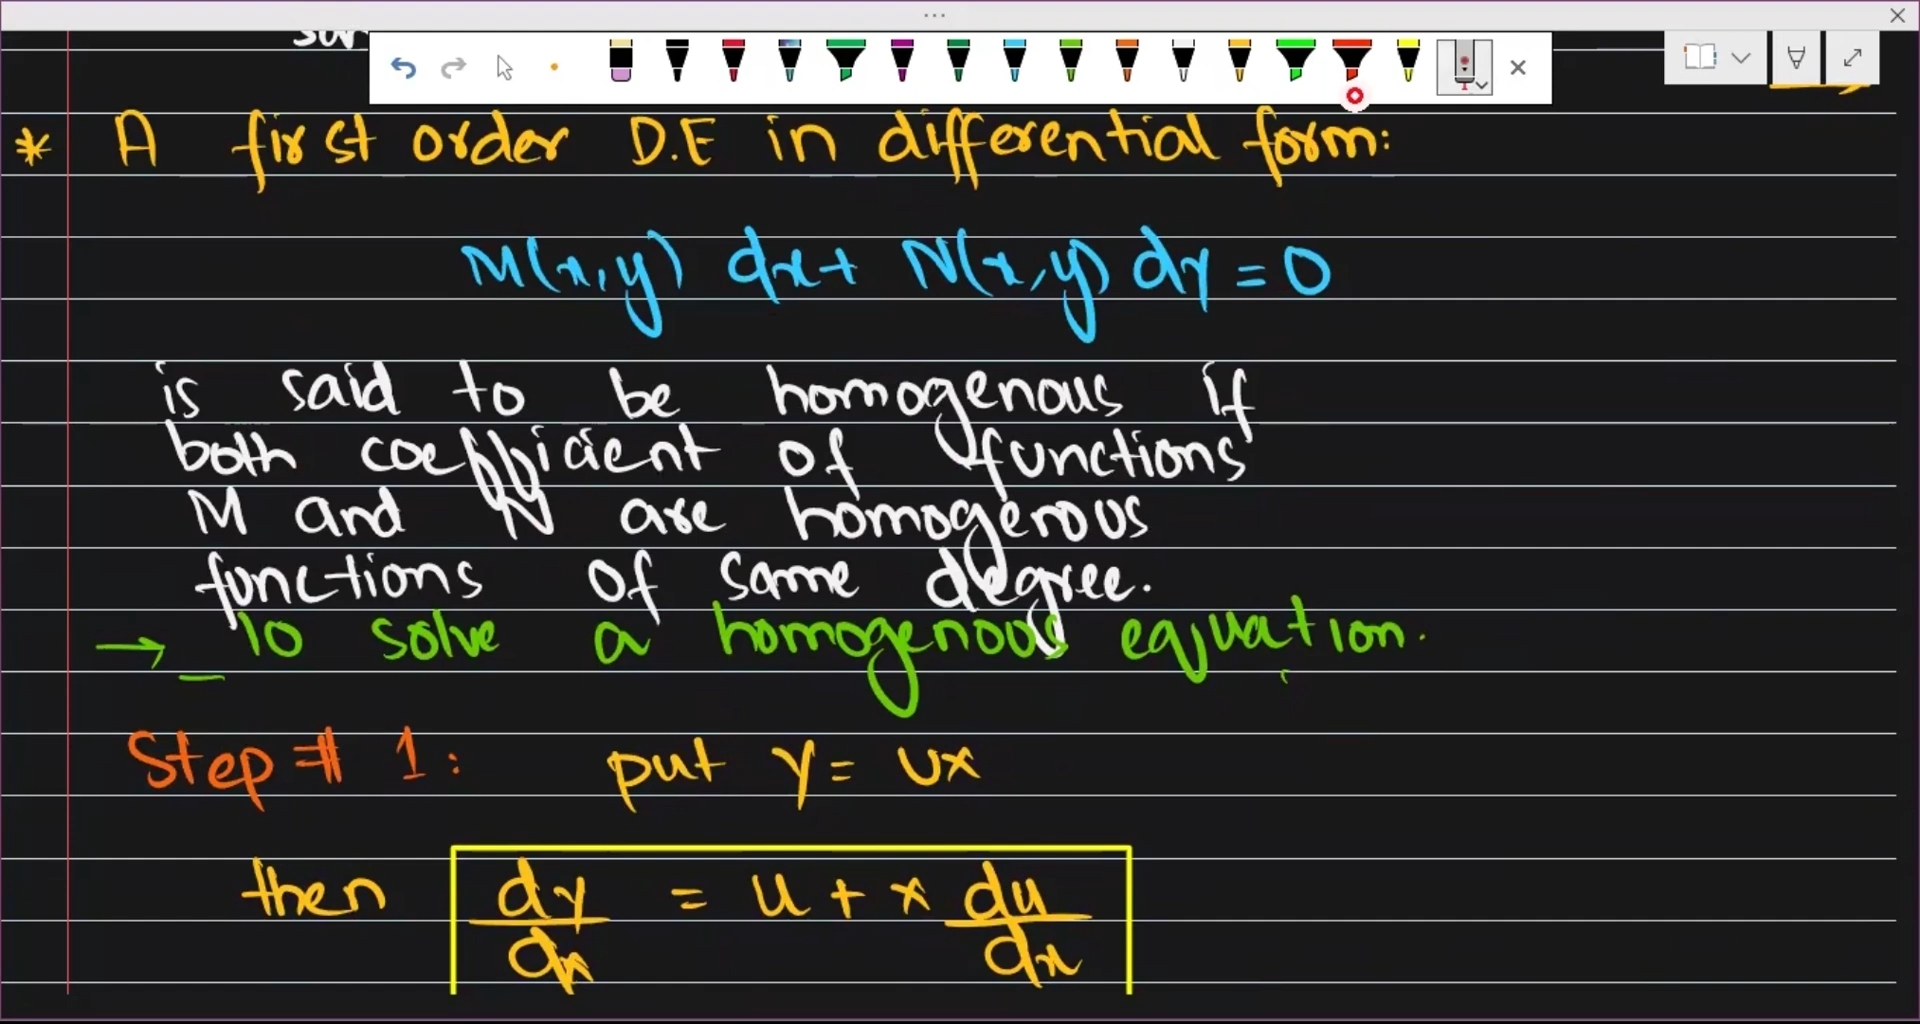 * A first order D.E in differential form:
M(x,y) dx+ N(x,y) dy=0
is said to be homogenous if
both coefficient of functions
M and N are homogenous
functions of same degree.
→ To solve a homogenous equation.
Step # 1: put y= ux
then dy/dx = u + x du/dx